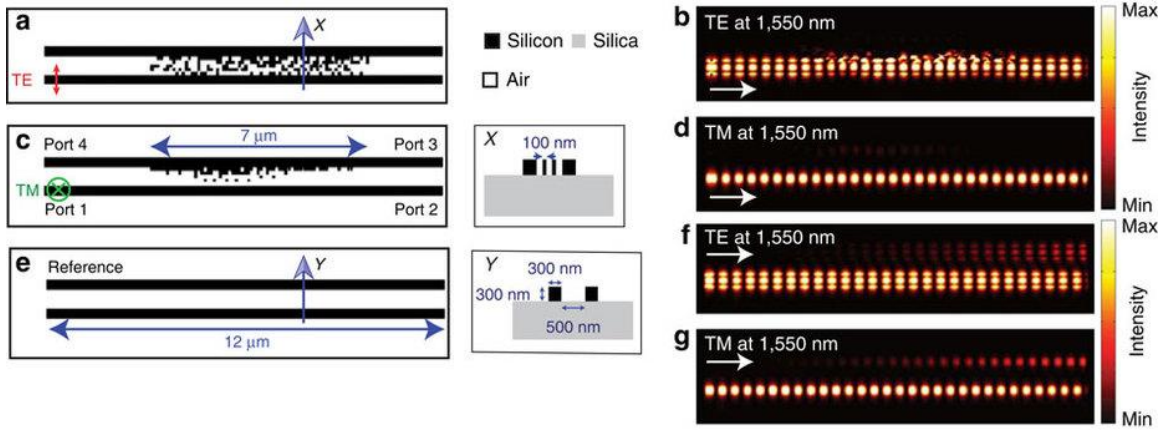 a
X
TE
Silicon
Silica
Air
b
TE at 1,550 nm
Max
Intensity
Min
c
Port 4
7 µm
Port 3
TM
Port 1
Port 2
X
100 nm
d
TM at 1,550 nm
e
Reference
Y
12 µm
Y
300 nm
300 nm
500 nm
f
TE at 1,550 nm
Max
Intensity
Min
g
TM at 1,550 nm